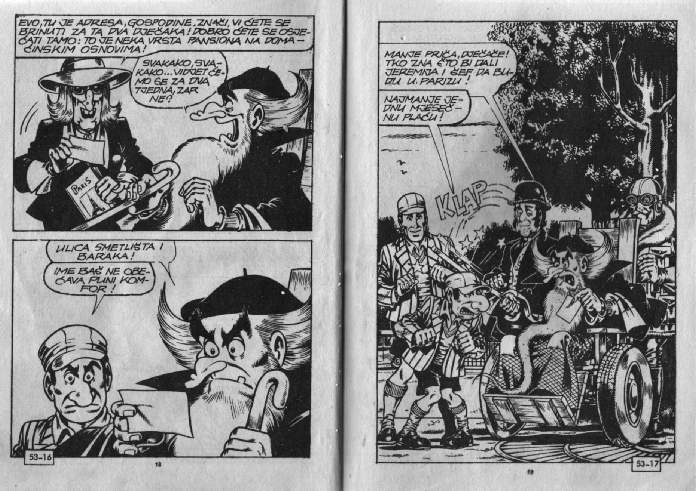 EVO, TU JE ADRESA, GOSPODINE, ZNAČI, VI ĆETE SE
BRINUTI ZA TA DVA DJEČAKA! DOBRO ĆETE SE OSJE-
ĆATI TAMO: TO JE NEKA VRSTA PANSIONA NA DOMA-
ĆINSKIM OSNOVIMA!
SVAKAKO, SVA-
KAKO... VIDJET ĆE-
MO SE ZA DVA
TJEDNA, ZAR
NE?
PARIS
ULICA SMETLIŠTA I
BARAKA!
IME BAŠ NE OBE-
ĆAVA PUNI KOM-
FOR!
53-16
18
MANJE PRIČA, DJEČAČE!
TKO ZNA ŠTO BI DALI
JEREMIJA I ŠEF DA BU-
DU U PARIZU!
NAJMANJE JE-
DNU MJESEČ-
NU PLAĆU!
KLAP
53-17
19